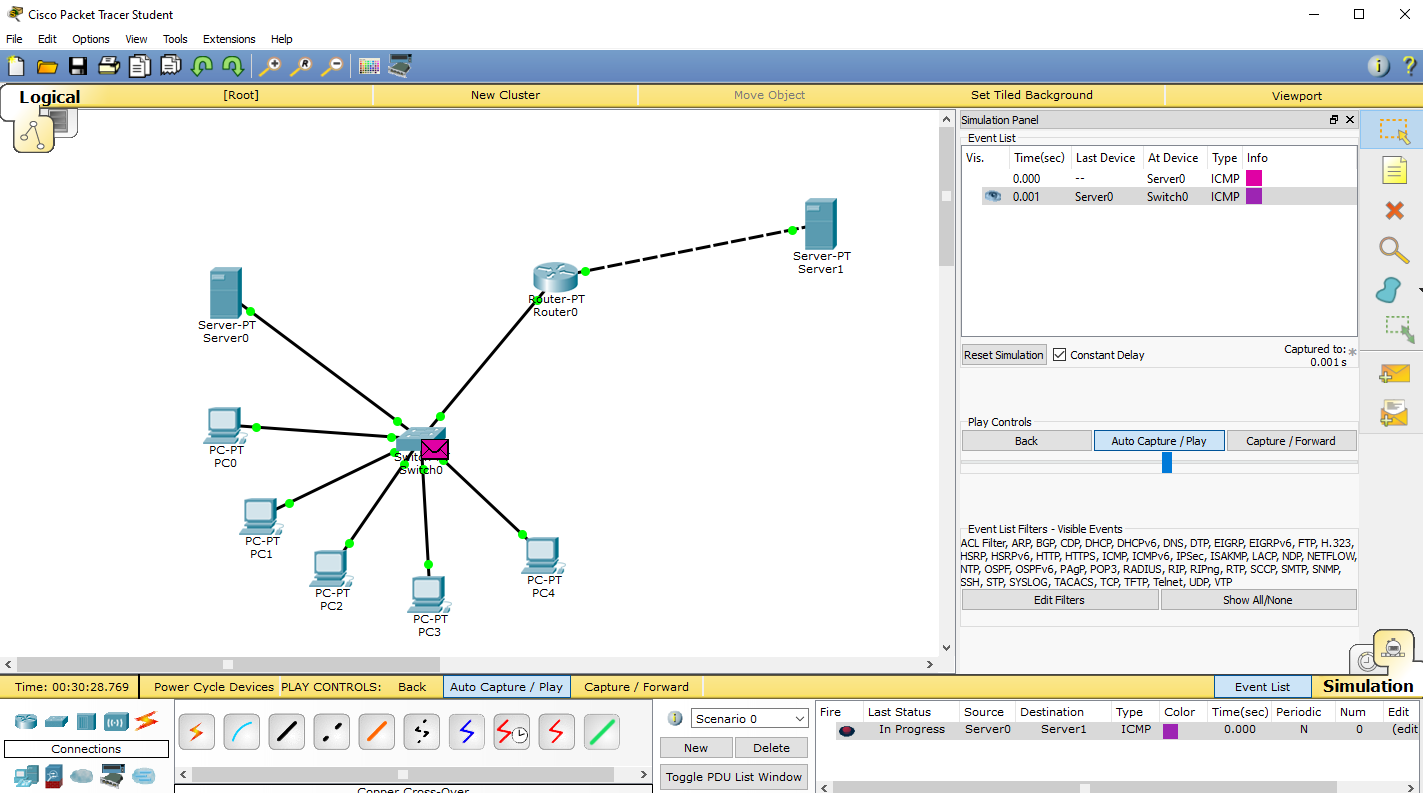 Cisco Packet Tracer Student
File Edit Options View Tools Extensions Help
Logical [Root] New Cluster Move Object Set Tiled Background Viewport
Simulation Panel
Event List
Vis. Time(sec) Last Device At Device Type Info
0.000 -- Server0 ICMP
0.001 Server0 Switch0 ICMP
Server-PT
Server1
Router-PT
Router0
Server-PT
Server0
Reset Simulation Constant Delay Captured to:
0.001 s
PC-PT
PC0
Switch0
PC-PT
PC1
PC-PT
PC2
PC-PT
PC3
PC-PT
PC4
Play Controls
Back Auto Capture / Play Capture / Forward
Event List Filters - Visible Events
ACL Filter, ARP, BGP, CDP, DHCP, DHCPv6, DNS, DTP, EIGRP, EIGRPv6, FTP, H.323,
HSRP, HSRPv6, HTTP, HTTPS, ICMP, ICMPv6, IPSec, ISAKMP, LACP, NDP, NETFLOW,
NTP, OSPF, OSPFv6, PAgP, POP3, RADIUS, RIP, RIPng, RTP, SCCP, SMTP, SNMP,
SSH, STP, SYSLOG, TACACS, TCP, TFTP, Telnet, UDP, VTP
Edit Filters Show All/None
Time: 00:30:28.769 Power Cycle Devices PLAY CONTROLS: Back Auto Capture / Play Capture / Forward Event List Simulation
Connections
Scenario 0
New Delete
Toggle PDU List Window
Fire Last Status Source Destination Type Color Time(sec) Periodic Num Edit
In Progress Server0 Server1 ICMP 0.000 N 0 (edit
Copper Cross-Over